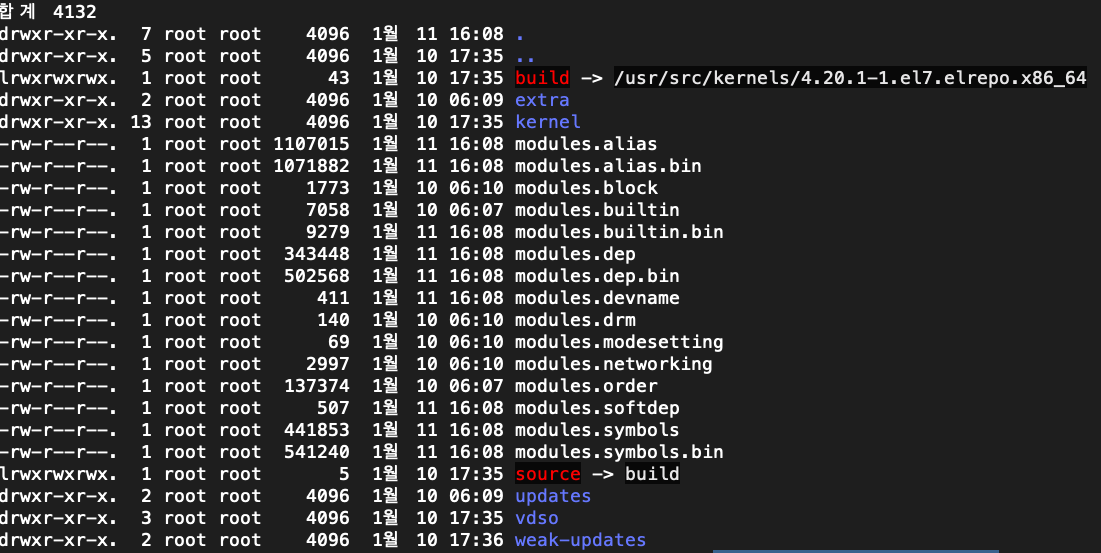 합계 4132
drwxr-xr-x. 7 root root 4096 1월 11 16:08 .
drwxr-xr-x. 5 root root 4096 1월 10 17:35 ..
lrwxrwxrwx. 1 root root 43 1월 10 17:35 build -> /usr/src/kernels/4.20.1-1.el7.elrepo.x86_64
drwxr-xr-x. 2 root root 4096 1월 10 06:09 extra
drwxr-xr-x. 13 root root 4096 1월 10 17:35 kernel
-rw-r--r--. 1 root root 1107015 1월 11 16:08 modules.alias
-rw-r--r--. 1 root root 1071882 1월 11 16:08 modules.alias.bin
-rw-r--r--. 1 root root 1773 1월 10 06:10 modules.block
-rw-r--r--. 1 root root 7058 1월 10 06:07 modules.builtin
-rw-r--r--. 1 root root 9279 1월 11 16:08 modules.builtin.bin
-rw-r--r--. 1 root root 343448 1월 11 16:08 modules.dep
-rw-r--r--. 1 root root 502568 1월 11 16:08 modules.dep.bin
-rw-r--r--. 1 root root 411 1월 11 16:08 modules.devname
-rw-r--r--. 1 root root 140 1월 10 06:10 modules.drm
-rw-r--r--. 1 root root 69 1월 10 06:10 modules.modesetting
-rw-r--r--. 1 root root 2997 1월 10 06:10 modules.networking
-rw-r--r--. 1 root root 137374 1월 10 06:07 modules.order
-rw-r--r--. 1 root root 507 1월 11 16:08 modules.softdep
-rw-r--r--. 1 root root 441853 1월 11 16:08 modules.symbols
-rw-r--r--. 1 root root 541240 1월 11 16:08 modules.symbols.bin
lrwxrwxrwx. 1 root root 5 1월 10 17:35 source -> build
drwxr-xr-x. 2 root root 4096 1월 10 06:09 updates
drwxr-xr-x. 3 root root 4096 1월 10 17:35 vdso
drwxr-xr-x. 2 root root 4096 1월 10 17:36 weak-updates